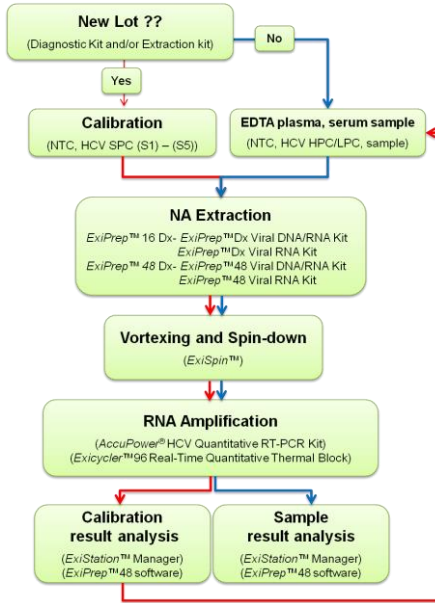 New Lot ??
(Diagnostic Kit and/or Extraction kit)
No
Yes
Calibration
(NTC, HCV SPC (S1) – (S5))
EDTA plasma, serum sample
(NTC, HCV HPC/LPC, sample)
NA Extraction
ExiPrep™ 16 Dx- ExiPrep™Dx Viral DNA/RNA Kit
ExiPrep™Dx Viral RNA Kit
ExiPrep™ 48 Dx- ExiPrep™48 Viral DNA/RNA Kit
ExiPrep™48 Viral RNA Kit
Vortexing and Spin-down
(ExiSpin™)
RNA Amplification
(AccuPower® HCV Quantitative RT-PCR Kit)
(Exicycler™96 Real-Time Quantitative Thermal Block)
Calibration
result analysis
(ExiStation™ Manager)
(ExiPrep™48 software)
Sample
result analysis
(ExiStation™ Manager)
(ExiPrep™48 software)